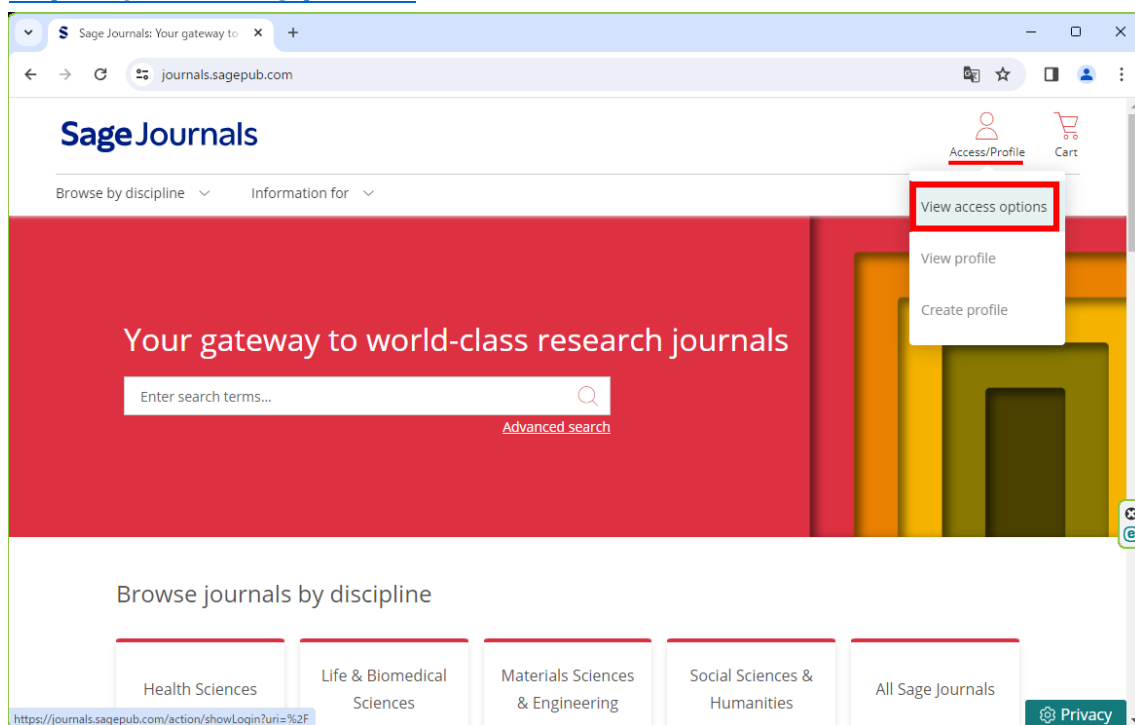 Sage Journals: Your gateway to
journals.sagepub.com
Sage Journals
Access/Profile
Cart
Browse by discipline
Information for
View access options
View profile
Create profile
Your gateway to world-class research journals
Enter search terms...
Advanced search
Browse journals by discipline
Health Sciences
Life & Biomedical
Sciences
Materials Sciences
& Engineering
Social Sciences &
Humanities
All Sage Journals
https://journals.sagepub.com/action/showLogin?uri=%2F
Privacy